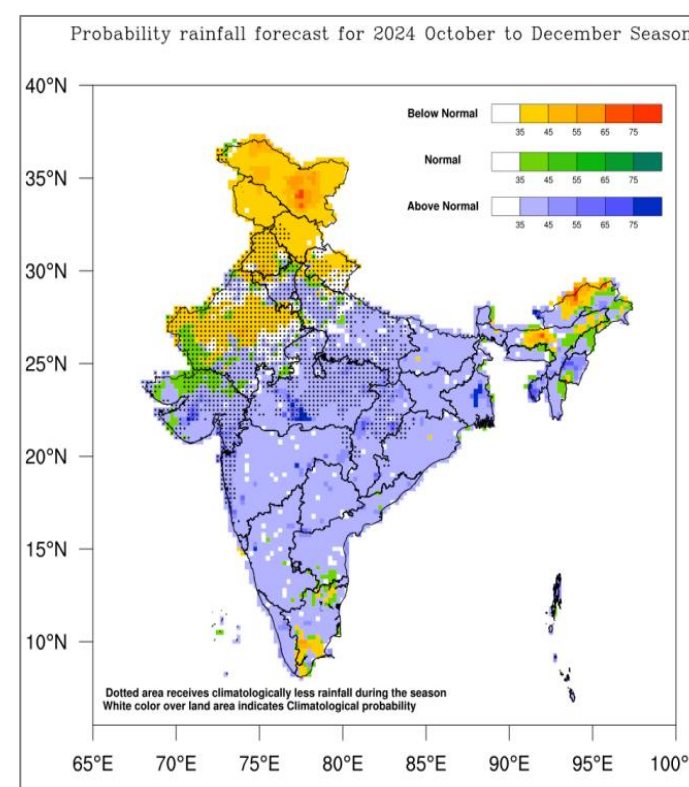 Probability rainfall forecast for 2024 October to December Season
40°N
Below Normal
35 45 55 65 75
Normal
35 45 55 65 75
Above Normal
35 45 55 65 75
35°N
30°N
25°N
20°N
15°N
10°N
Dotted area receives climatologically less rainfall during the season
White color over land area indicates Climatological probability
65°E 70°E 75°E 80°E 85°E 90°E 95°E 100°